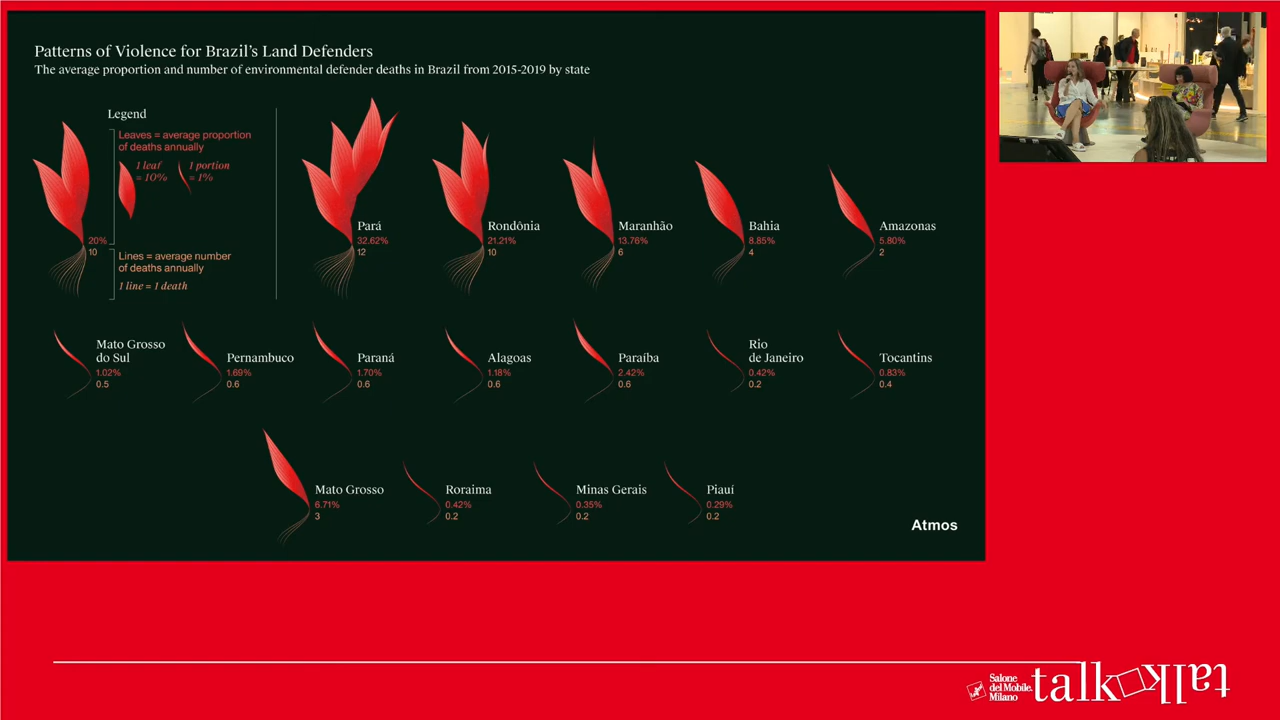 Patterns of Violence for Brazil's Land Defenders
The average proportion and number of environmental defender deaths in Brazil from 2015-2019 by state
Legend
Leaves = average proportion
of deaths annually
1 leaf
= 10%
1 portion
= 1%
20%
10
Lines = average number
of deaths annually
1 line = 1 death
Pará
32.62%
12
Rondônia
21.21%
10
Maranhão
13.76%
6
Bahia
8.85%
4
Amazonas
5.80%
2
Mato Grosso
do Sul
1.02%
0.5
Pernambuco
1.69%
0.6
Paraná
1.70%
0.6
Alagoas
1.18%
0.6
Paraíba
2.42%
0.6
Rio
de Janeiro
0.42%
0.2
Tocantins
0.83%
0.4
Mato Grosso
6.71%
3
Roraima
0.42%
0.2
Minas Gerais
0.35%
0.2
Piauí
0.29%
0.2
Atmos
Salone
del Mobile.
Milano
talk talk